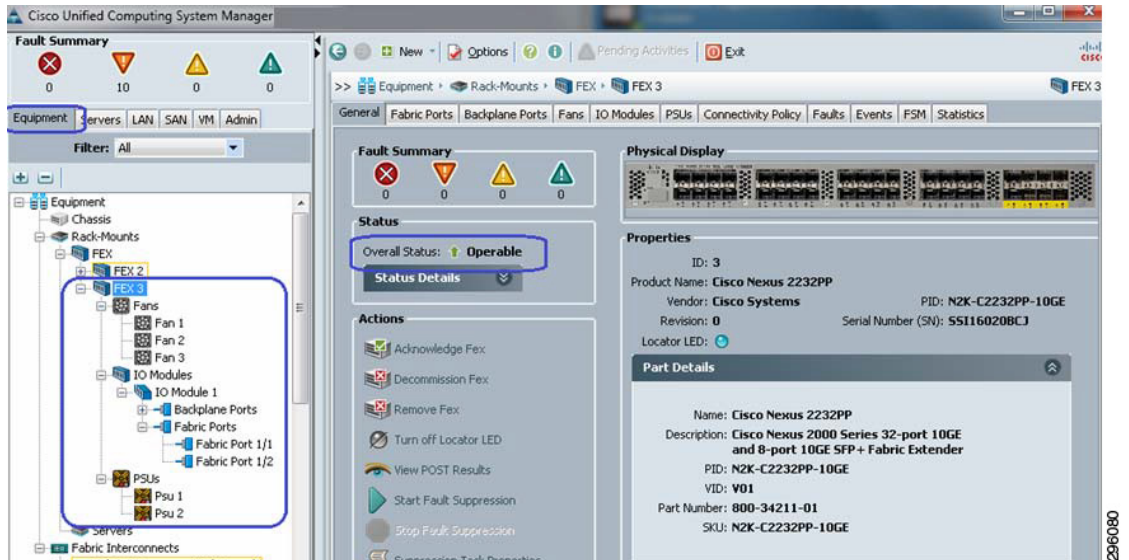 Cisco Unified Computing System Manager
Fault Summary
0 10 0 0
Equipment Servers LAN SAN VM Admin
Filter: All
Equipment
Chassis
Rack-Mounts
FEX
FEX 2
FEX 3
Fans
Fan 1
Fan 2
Fan 3
IO Modules
IO Module 1
Backplane Ports
Fabric Ports
Fabric Port 1/1
Fabric Port 1/2
PSUs
Psu 1
Psu 2
Servers
Fabric Interconnects
New Options Pending Activities Exit
>> Equipment Rack-Mounts FEX FEX 3 FEX 3
General Fabric Ports Backplane Ports Fans IO Modules PSUs Connectivity Policy Faults Events FSM Statistics
Fault Summary
0 0 0 0
Status
Overall Status: Operable
Status Details
Actions
Acknowledge Fex
Decommission Fex
Remove Fex
Turn off Locator LED
View POST Results
Start Fault Suppression
Stop Fault Suppression
Suppression Task Properties
Physical Display
Properties
ID: 3
Product Name: Cisco Nexus 2232PP
Vendor: Cisco Systems PID: N2K-C2232PP-10GE
Revision: 0 Serial Number (SN): SSI16020BCJ
Locator LED:
Part Details
Name: Cisco Nexus 2232PP
Description: Cisco Nexus 2000 Series 32-port 10GE
and 8-port 10GE SFP+ Fabric Extender
PID: N2K-C2232PP-10GE
VID: V01
Part Number: 800-34211-01
SKU: N2K-C2232PP-10GE
296080